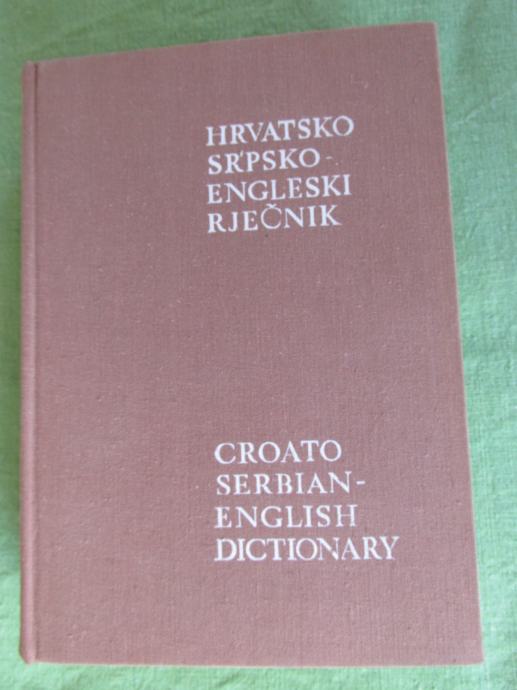 HRVATSKO
SRPSKO-
ENGLESKI
RJEČNIK
CROATO
SERBIAN-
ENGLISH
DICTIONARY